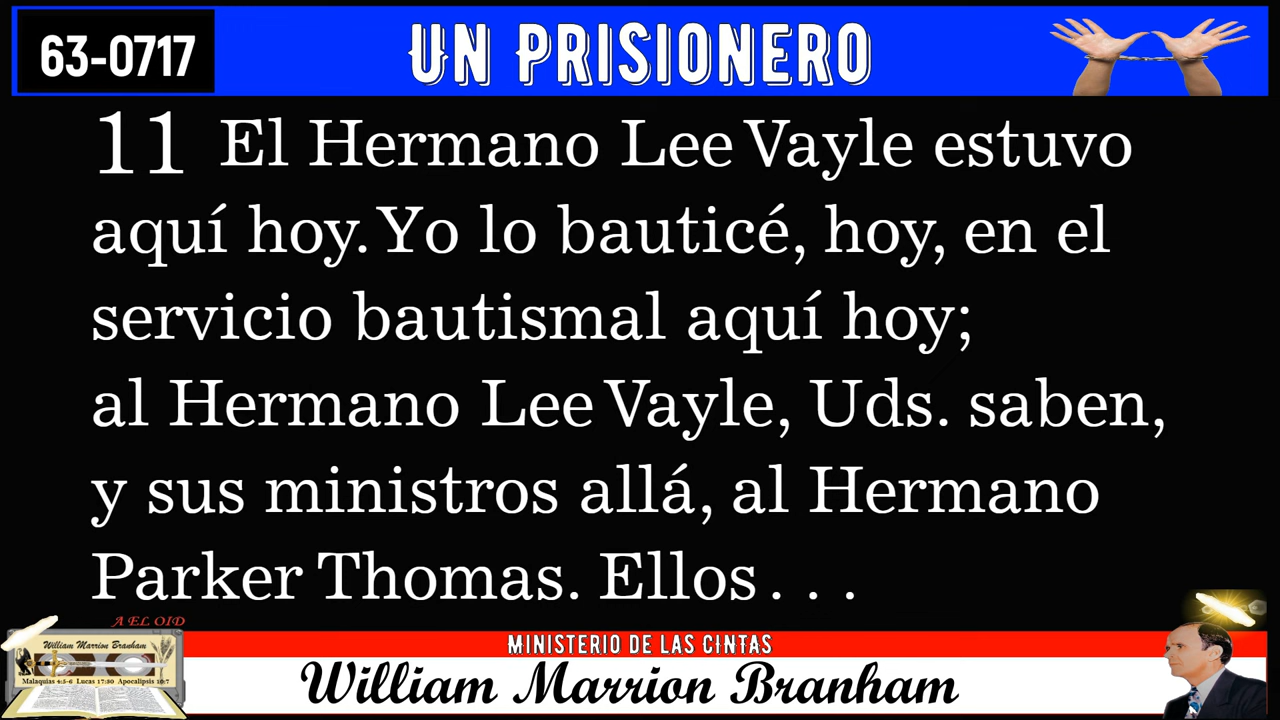 63-0717
UN PRISIONERO
11 El Hermano Lee Vayle estuvo
aquí hoy. Yo lo bauticé, hoy, en el
servicio bautismal aquí hoy;
al Hermano Lee Vayle, Uds. saben,
y sus ministros allá, al Hermano
Parker Thomas. Ellos . . .
A EL OID
William Marrion Branham
Malaquias 4:5-6 Lucas 17:30 Apocalipsis 10:7
MINISTERIO DE LAS CINTAS
William Marrion Branham